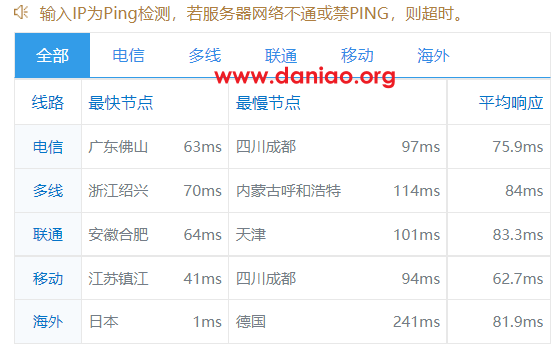 输入IP为Ping检测，若服务器网络不通或禁PING，则超时。
全部 电信 多线 联通 移动 海外
www.daniao.org
线路 最快节点 最慢节点 平均响应
电信 广东佛山 63ms 四川成都 97ms 75.9ms
多线 浙江绍兴 70ms 内蒙古呼和浩特 114ms 84ms
联通 安徽合肥 64ms 天津 101ms 83.3ms
移动 江苏镇江 41ms 四川成都 94ms 62.7ms
海外 日本 1ms 德国 241ms 81.9ms